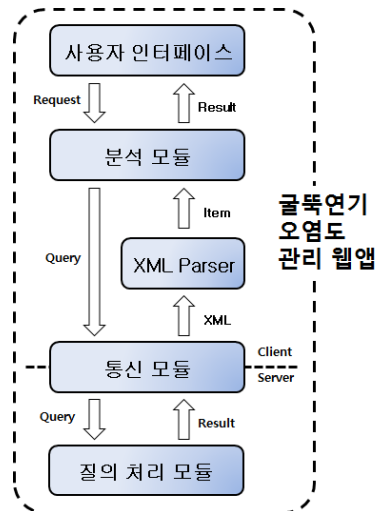 사용자 인터페이스
Request
Result
분석 모듈
Item
Query
XML Parser
굴뚝연기
오염도
관리 웹앱
XML
통신 모듈
Client
Server
Query
Result
질의 처리 모듈